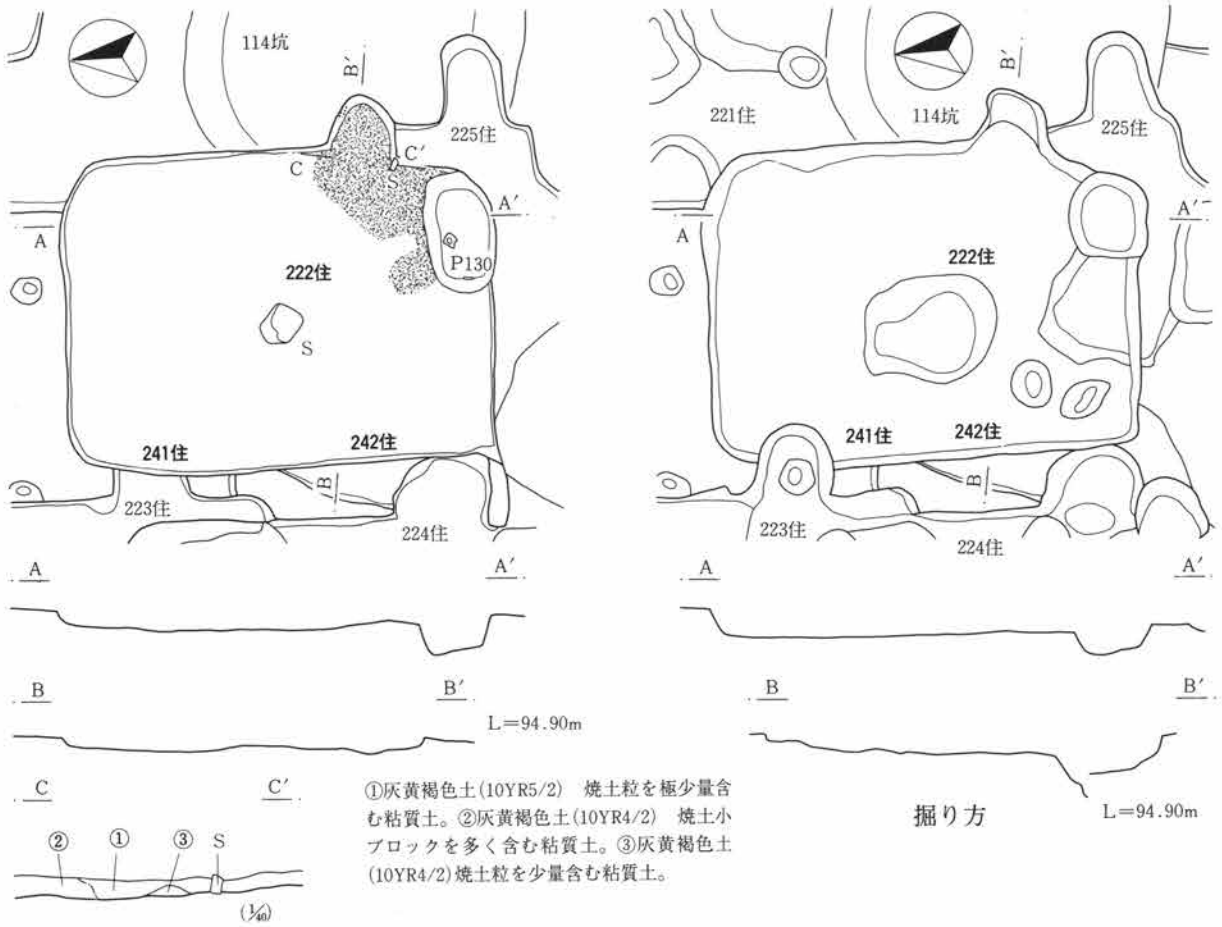 114坑
B′
225住
C
C′
S
A
A′
P130
222住
S
241住
242住
B
223住
224住
A
A′
B
B′
L=94.90m
C
C′
②
①
③
S
(1/40)
①灰黄褐色土(10YR5/2) 焼土粒を極少量含
む粘質土。②灰黄褐色土(10YR4/2) 焼土小
ブロックを多く含む粘質土。③灰黄褐色土
(10YR4/2)焼土粒を少量含む粘質土。
221住
114坑
B′
225住
A
A′
222住
241住
242住
B
223住
224住
A
A′
B
B′
掘り方
L=94.90m